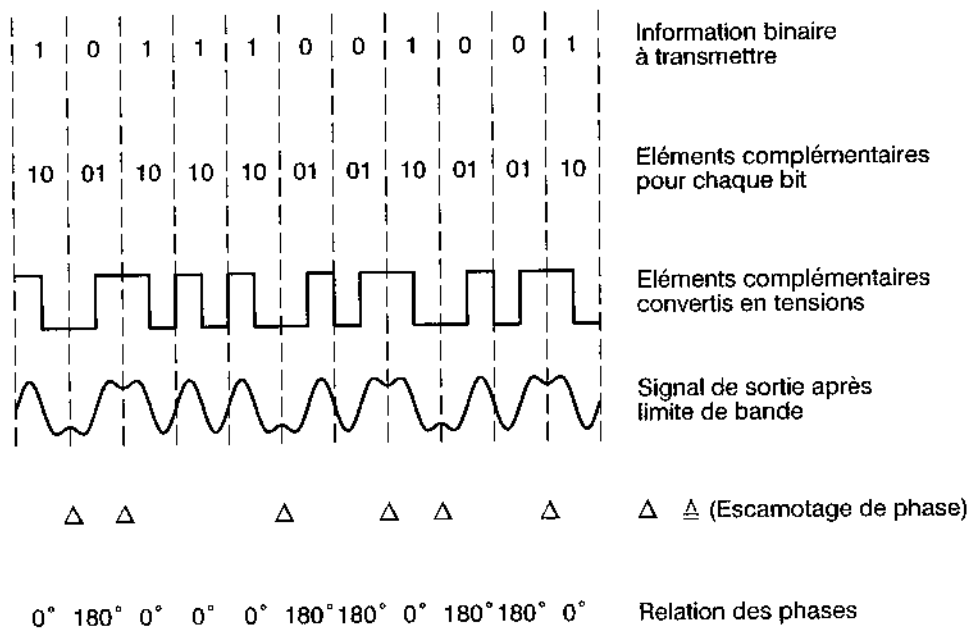 1 0 1 1 1 0 0 1 0 0 1
Information binaire
à transmettre
10 01 10 10 10 01 01 10 01 01 10
Eléments complémentaires
pour chaque bit
Eléments complémentaires
convertis en tensions
Signal de sortie après
limite de bande
Δ Δ Δ Δ Δ Δ Δ ≙ (Escamotage de phase)
0° 180° 0° 0° 0° 180° 180° 0° 180° 180° 0° Relation des phases